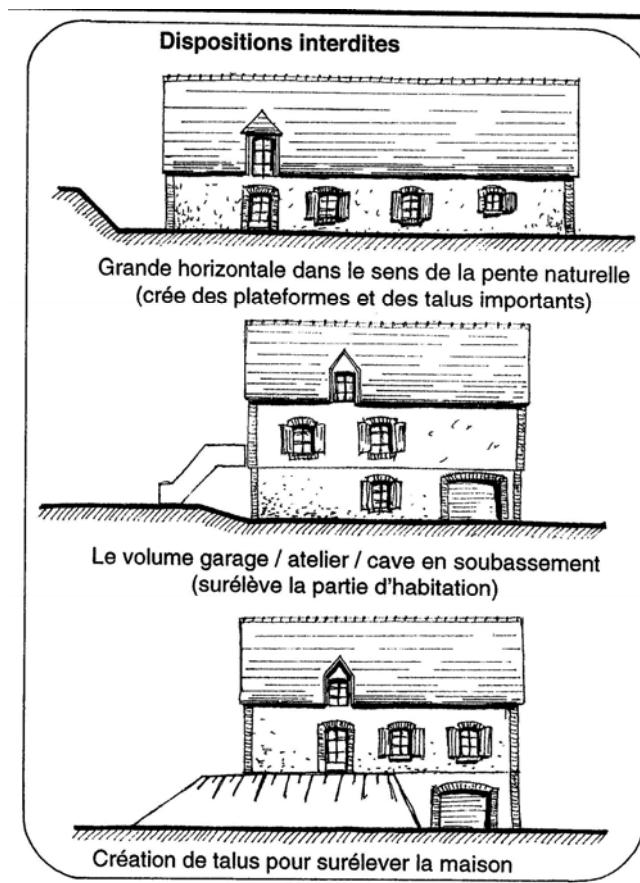 Dispositions interdites
Grande horizontale dans le sens de la pente naturelle
(crée des plateformes et des talus importants)
Le volume garage / atelier / cave en soubassement
(surélève la partie d'habitation)
Création de talus pour surélever la maison